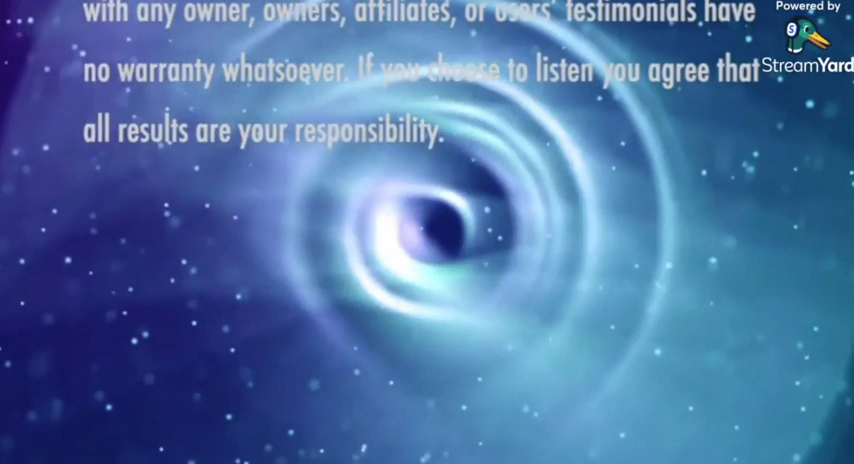 with any owner, owners, affiliates, or users' testimonials have
no warranty whatsoever. If you choose to listen you agree that
all results are your responsibility.
Powered by
StreamYard